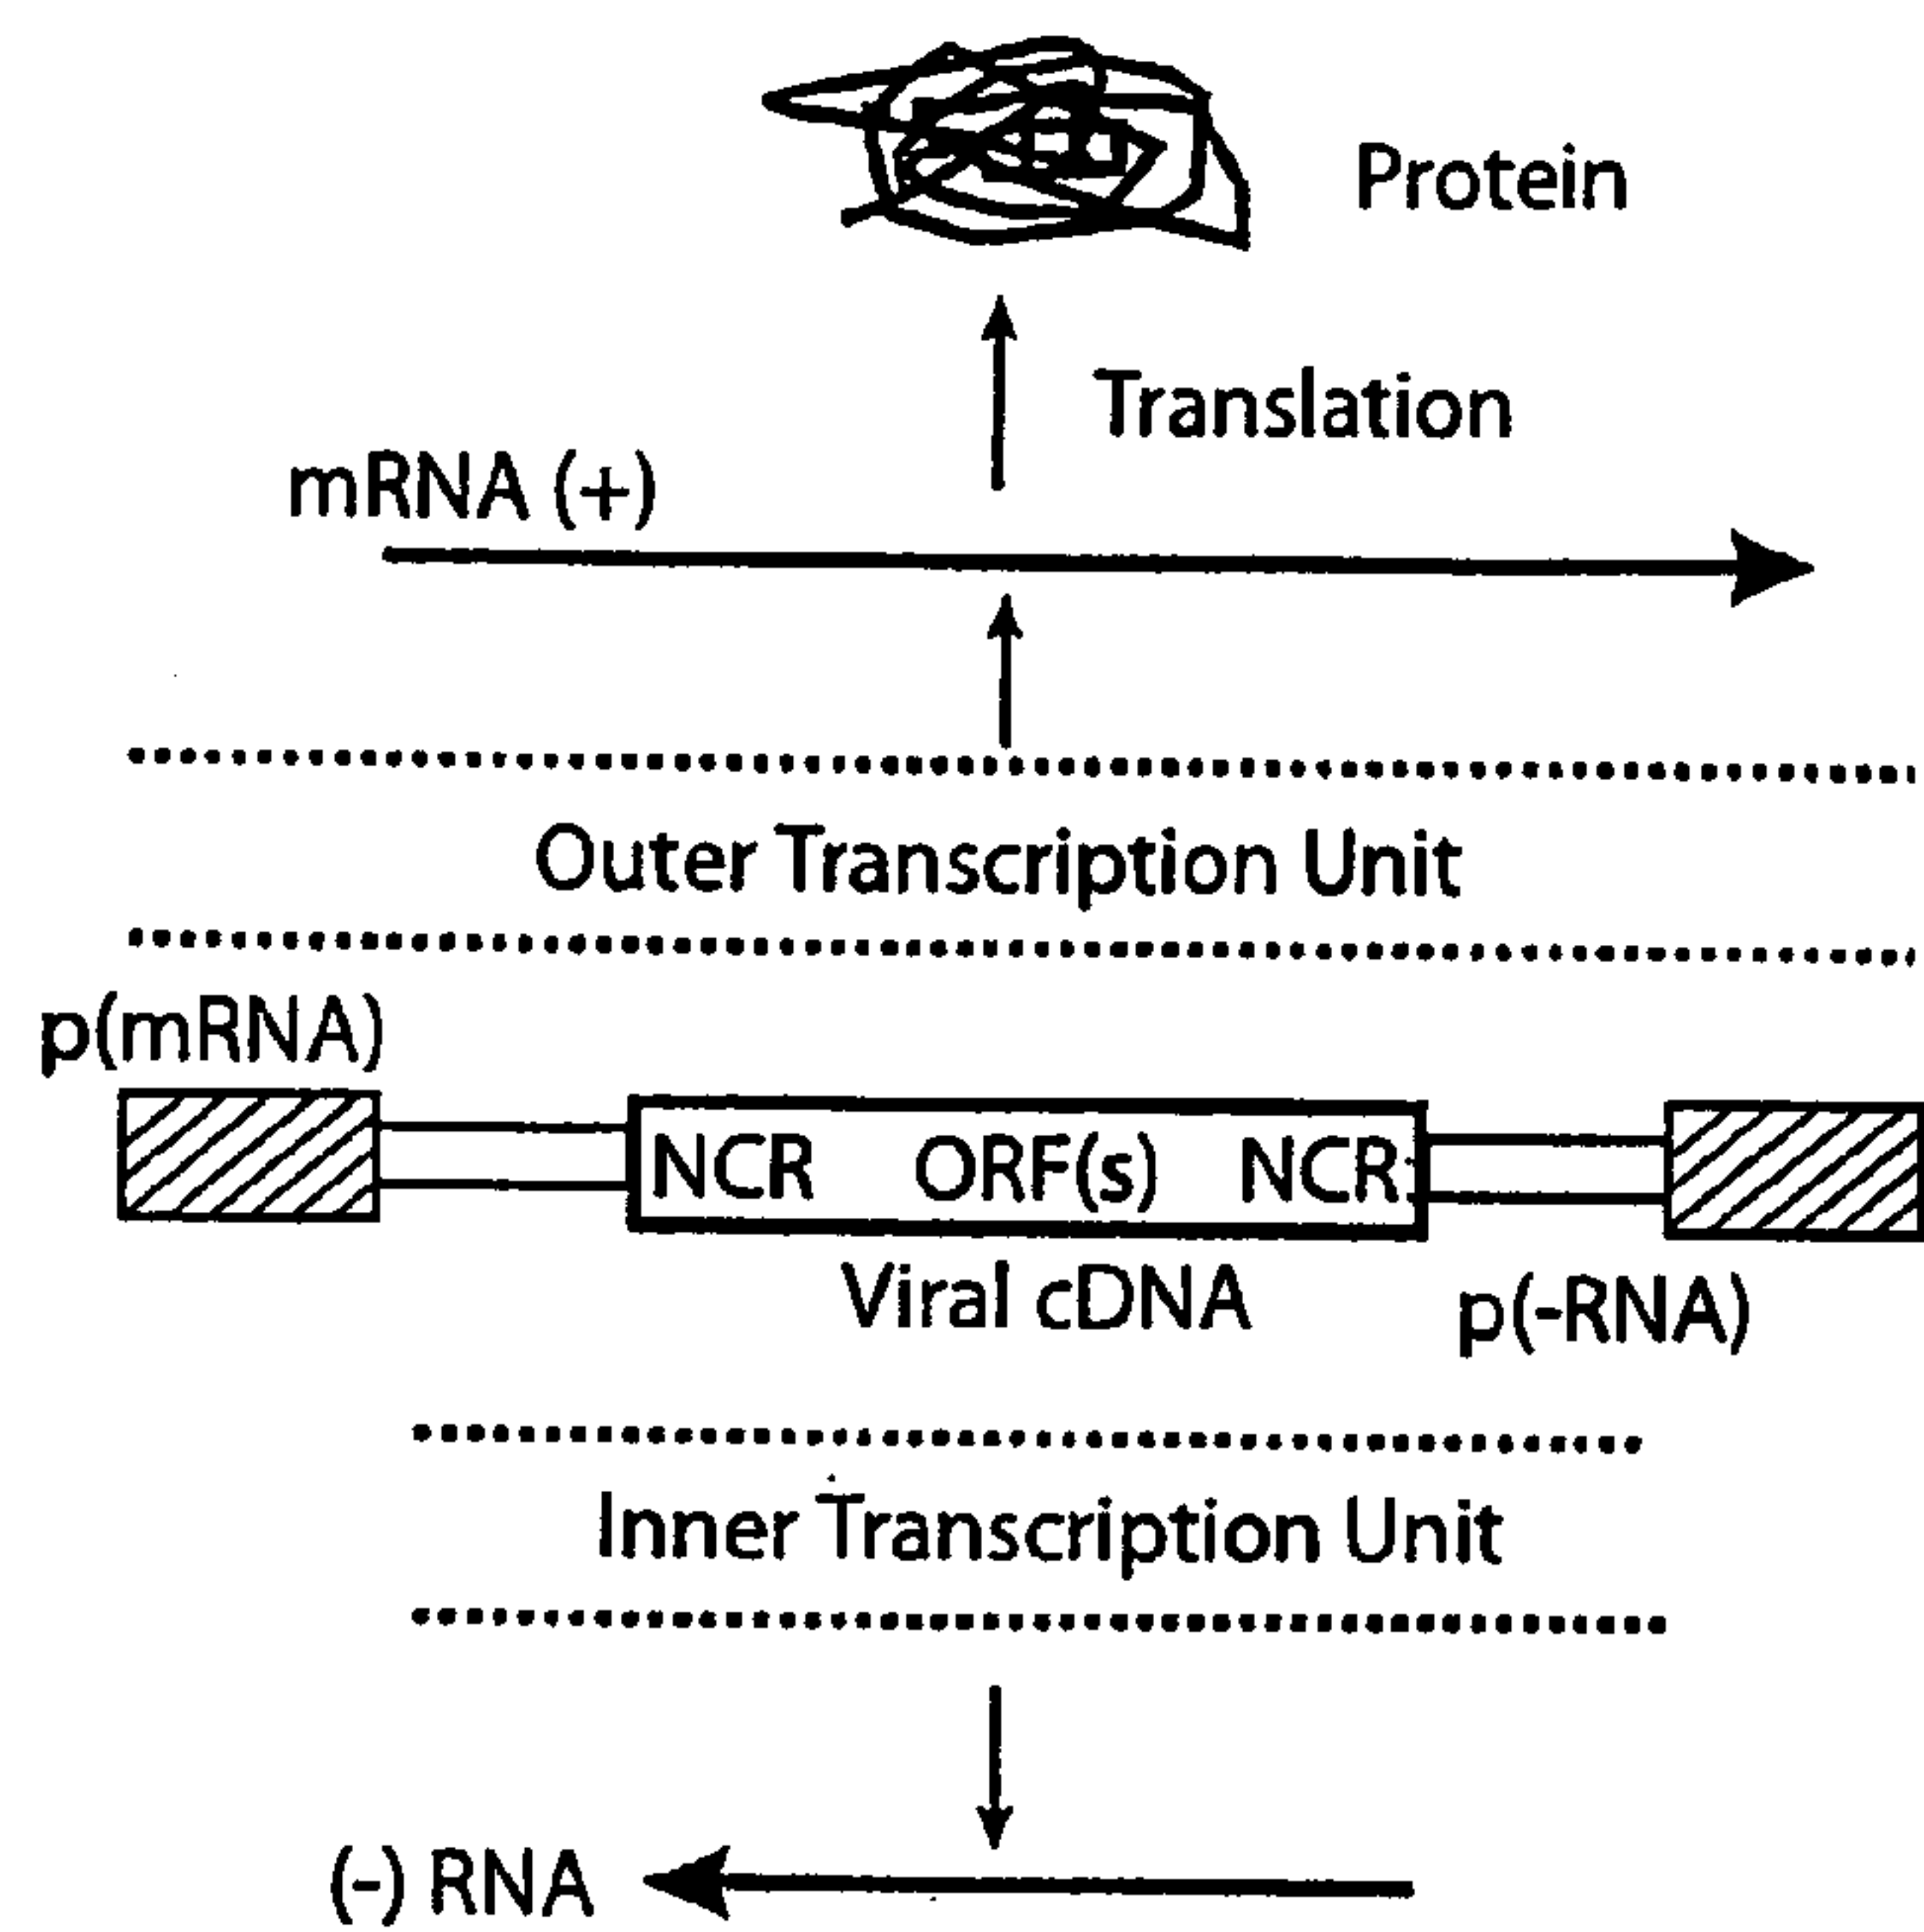 Protein
Translation
mRNA (+)
Outer Transcription Unit
p(mRNA)
NCR ORF(s) NCR
Viral cDNA
p(-RNA)
Inner Transcription Unit
(-) RNA